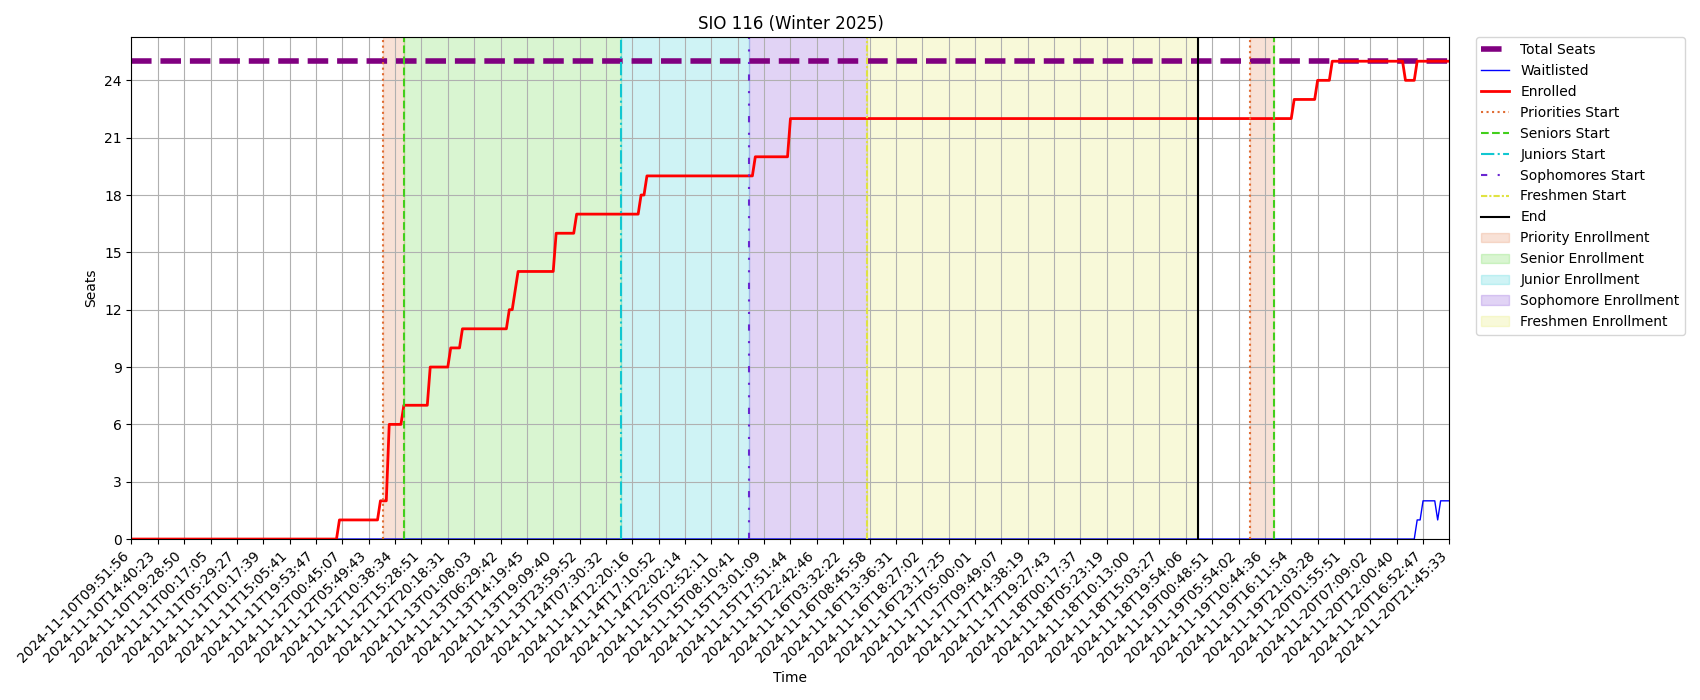 SIO 116 (Winter 2025)
Seats
24
21
18
15
12
9
6
3
0
2024-11-10T09:51:56
2024-11-10T14:40:23
2024-11-10T19:28:50
2024-11-11T00:17:05
2024-11-11T05:29:27
2024-11-11T10:17:39
2024-11-11T15:05:41
2024-11-11T19:53:47
2024-11-12T00:45:07
2024-11-12T05:49:43
2024-11-12T10:38:34
2024-11-12T15:28:51
2024-11-12T20:18:31
2024-11-13T01:08:03
2024-11-13T06:29:42
2024-11-13T14:19:45
2024-11-13T19:09:40
2024-11-13T23:59:52
2024-11-14T07:30:32
2024-11-14T12:20:16
2024-11-14T17:10:52
2024-11-14T22:02:14
2024-11-15T02:52:11
2024-11-15T08:10:41
2024-11-15T13:01:09
2024-11-15T17:51:44
2024-11-15T22:42:46
2024-11-16T03:32:22
2024-11-16T08:45:58
2024-11-16T13:36:31
2024-11-16T18:27:02
2024-11-16T23:17:25
2024-11-17T05:00:01
2024-11-17T09:49:07
2024-11-17T14:38:19
2024-11-17T19:27:43
2024-11-18T00:17:37
2024-11-18T05:23:19
2024-11-18T10:13:00
2024-11-18T15:03:27
2024-11-18T19:54:06
2024-11-19T00:48:51
2024-11-19T05:54:02
2024-11-19T10:44:36
2024-11-19T16:11:54
2024-11-19T21:03:28
2024-11-20T01:55:51
2024-11-20T07:09:02
2024-11-20T12:00:40
2024-11-20T16:52:47
2024-11-20T21:45:33
Time
Total Seats
Waitlisted
Enrolled
Priorities Start
Seniors Start
Juniors Start
Sophomores Start
Freshmen Start
End
Priority Enrollment
Senior Enrollment
Junior Enrollment
Sophomore Enrollment
Freshmen Enrollment